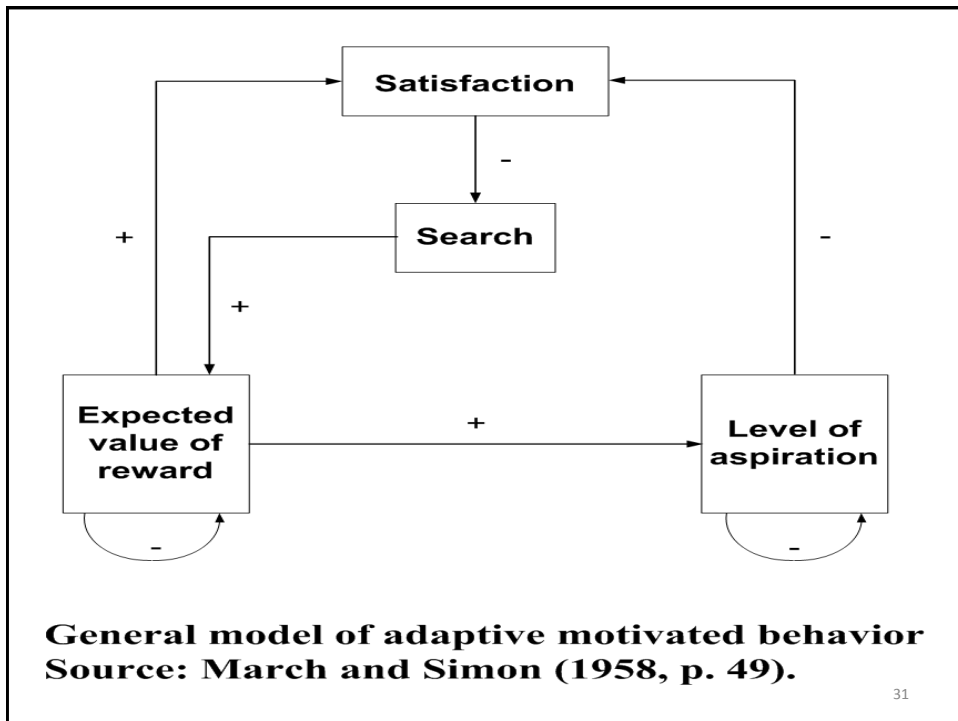 Satisfaction
-
Search
+
-
+
Expected
value of
reward
+
Level of
aspiration
-
-
General model of adaptive motivated behavior
Source: March and Simon (1958, p. 49).
31